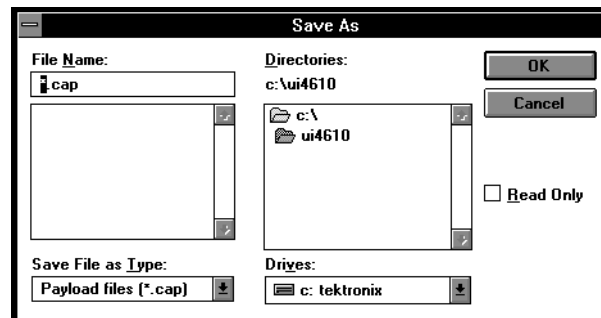 Save As
File Name:
*.cap
Directories:
c:\ui4610
c:\
ui4610
OK
Cancel
Read Only
Save File as Type:
Payload files (*.cap)
Drives:
c: tektronix